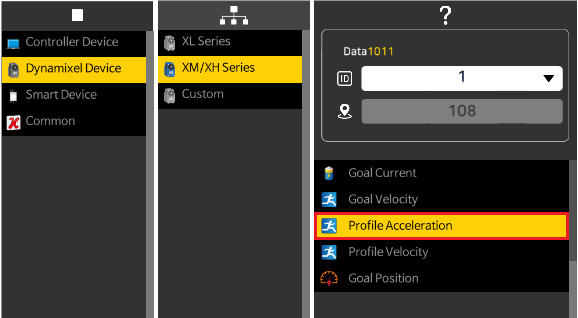 Controller Device
Dynamixel Device
Smart Device
Common
XL Series
XM/XH Series
Custom
?
Data1011
ID
1
108
Goal Current
Goal Velocity
Profile Acceleration
Profile Velocity
Goal Position